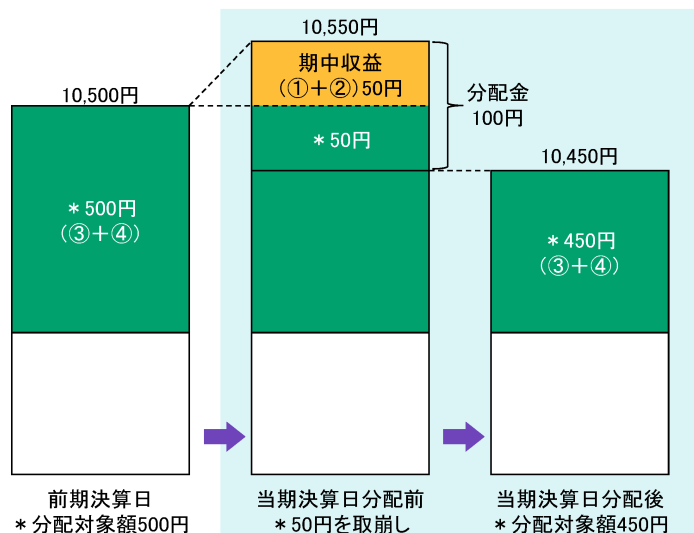 10,500円
＊500円
(③＋④)
前期決算日
＊分配対象額500円
10,550円
期中収益
(①＋②)50円
＊50円
分配金
100円
当期決算日分配前
＊50円を取崩し
10,450円
＊450円
(③＋④)
当期決算日分配後
＊分配対象額450円